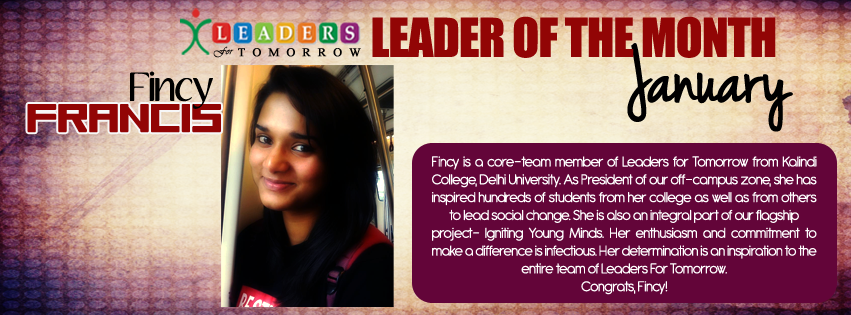 LEADERS
for TOMORROW
LEADER OF THE MONTH
January
Fincy
FRANCIS
Fincy is a core-team member of Leaders for Tomorrow from Kalindi
College, Delhi University. As President of our off-campus zone, she has
inspired hundreds of students from her college as well as from others
to lead social change. She is also an integral part of our flagship
project- Igniting Young Minds. Her enthusiasm and commitment to
make a difference is infectious. Her determination is an inspiration to the
entire team of Leaders For Tomorrow.
Congrats, Fincy!